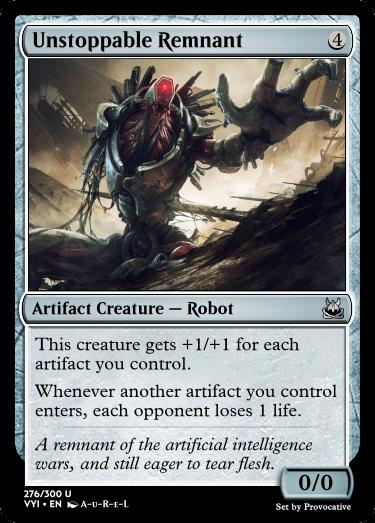 Unstoppable Remnant
4
Artifact Creature — Robot
This creature gets +1/+1 for each
artifact you control.
Whenever another artifact you control
enters, each opponent loses 1 life.
A remnant of the artificial intelligence
wars, and still eager to tear flesh.
0/0
276/300 U
VYI • EN A-U-R-E-L
Set by Provocative